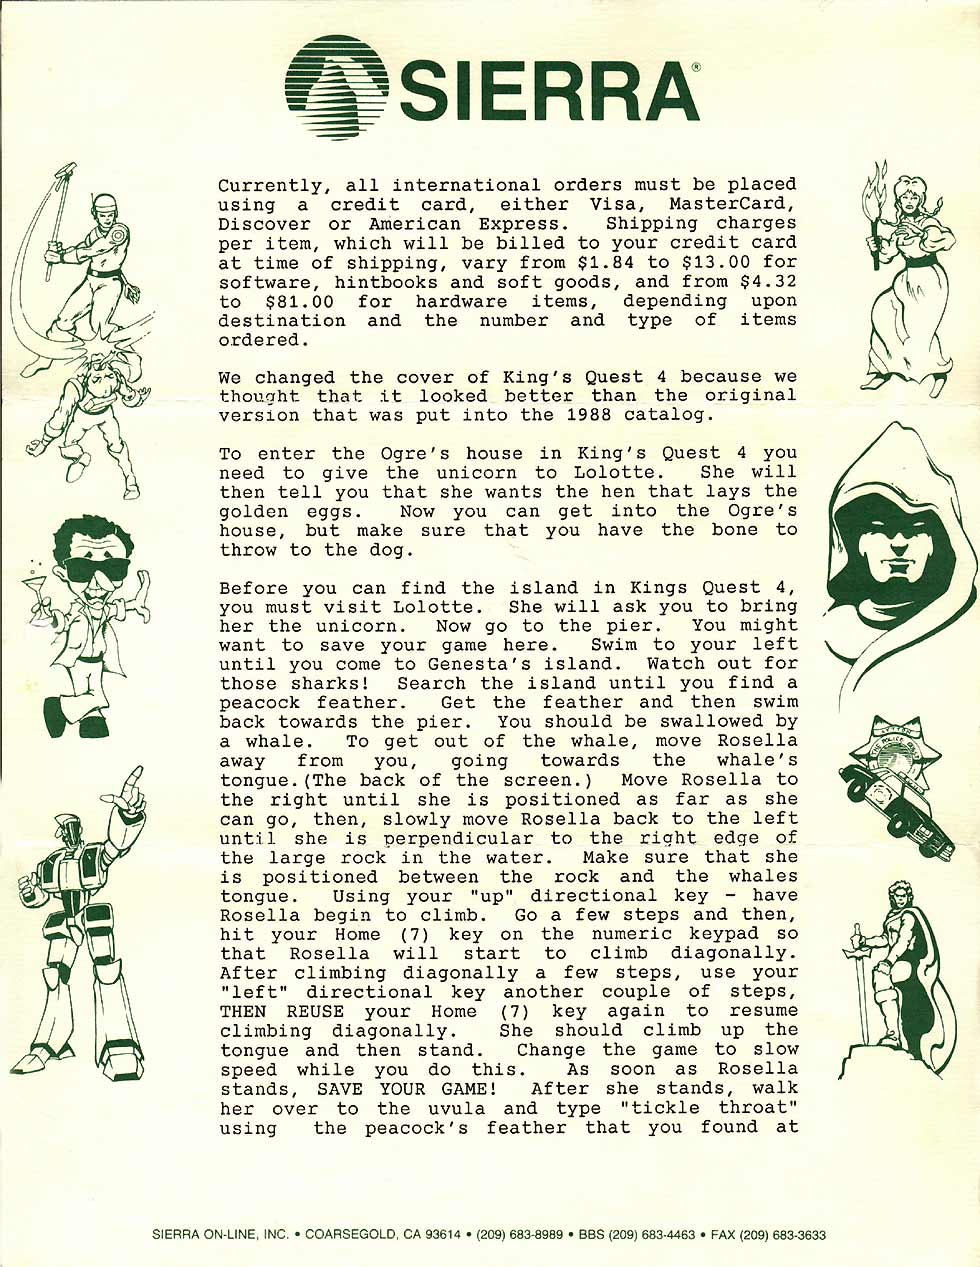 SIERRA®
Currently, all international orders must be placed
using a credit card, either Visa, MasterCard,
Discover or American Express. Shipping charges
per item, which will be billed to your credit card
at time of shipping, vary from $1.84 to $13.00 for
software, hintbooks and soft goods, and from $4.32
to $81.00 for hardware items, depending upon
destination and the number and type of items
ordered.
We changed the cover of King's Quest 4 because we
thought that it looked better than the original
version that was put into the 1988 catalog.
To enter the Ogre's house in King's Quest 4 you
need to give the unicorn to Lolotte. She will
then tell you that she wants the hen that lays the
golden eggs. Now you can get into the Ogre's
house, but make sure that you have the bone to
throw to the dog.
Before you can find the island in Kings Quest 4,
you must visit Lolotte. She will ask you to bring
her the unicorn. Now go to the pier. You might
want to save your game here. Swim to your left
until you come to Genesta's island. Watch out for
those sharks! Search the island until you find a
peacock feather. Get the feather and then swim
back towards the pier. You should be swallowed by
a whale. To get out of the whale, move Rosella
away from you, going towards the whale's
tongue.(The back of the screen.) Move Rosella to
the right until she is positioned as far as she
can go, then, slowly move Rosella back to the left
until she is perpendicular to the right edge of
the large rock in the water. Make sure that she
is positioned between the rock and the whales
tongue. Using your "up" directional key - have
Rosella begin to climb. Go a few steps and then,
hit your Home (7) key on the numeric keypad so
that Rosella will start to climb diagonally.
After climbing diagonally a few steps, use your
"left" directional key another couple of steps,
THEN REUSE your Home (7) key again to resume
climbing diagonally. She should climb up the
tongue and then stand. Change the game to slow
speed while you do this. As soon as Rosella
stands, SAVE YOUR GAME! After she stands, walk
her over to the uvula and type "tickle throat"
using the peacock's feather that you found at
SIERRA ON-LINE, INC. • COARSEGOLD, CA 93614 • (209) 683-8989 • BBS (209) 683-4463 • FAX (209) 683-3633